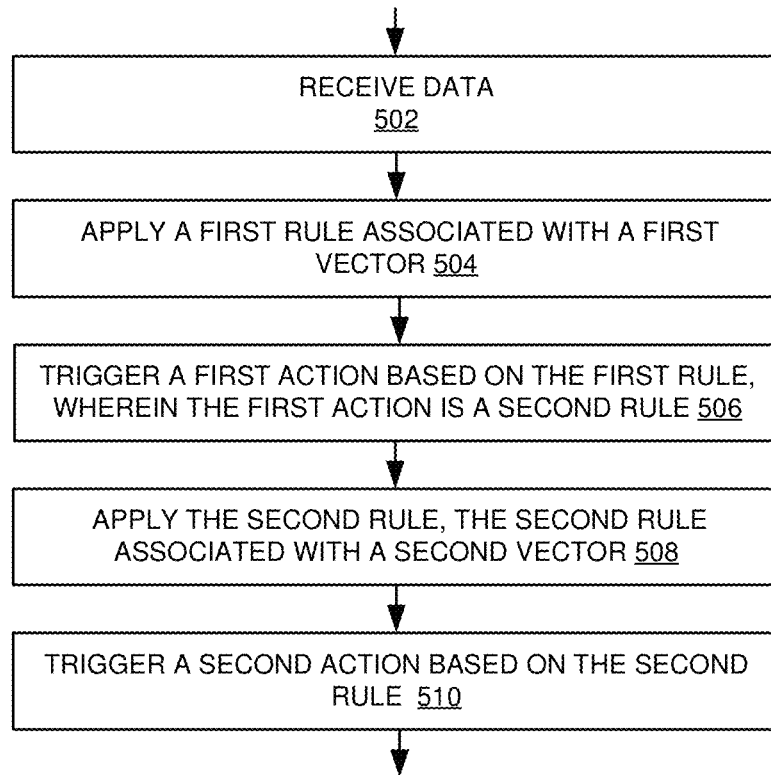 RECEIVE DATA
502
APPLY A FIRST RULE ASSOCIATED WITH A FIRST
VECTOR 504
TRIGGER A FIRST ACTION BASED ON THE FIRST RULE,
WHEREIN THE FIRST ACTION IS A SECOND RULE 506
APPLY THE SECOND RULE, THE SECOND RULE
ASSOCIATED WITH A SECOND VECTOR 508
TRIGGER A SECOND ACTION BASED ON THE SECOND
RULE 510